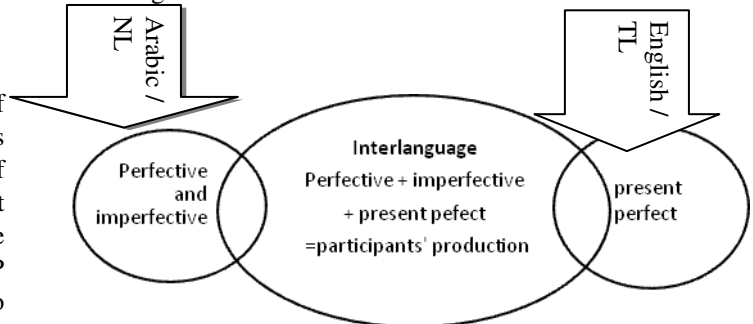 Arabic /
NL
English /
TL
Perfective
and
imperfective
Interlanguage
Perfective + imperfective
+ present pefect
=participants' production
present
perfect